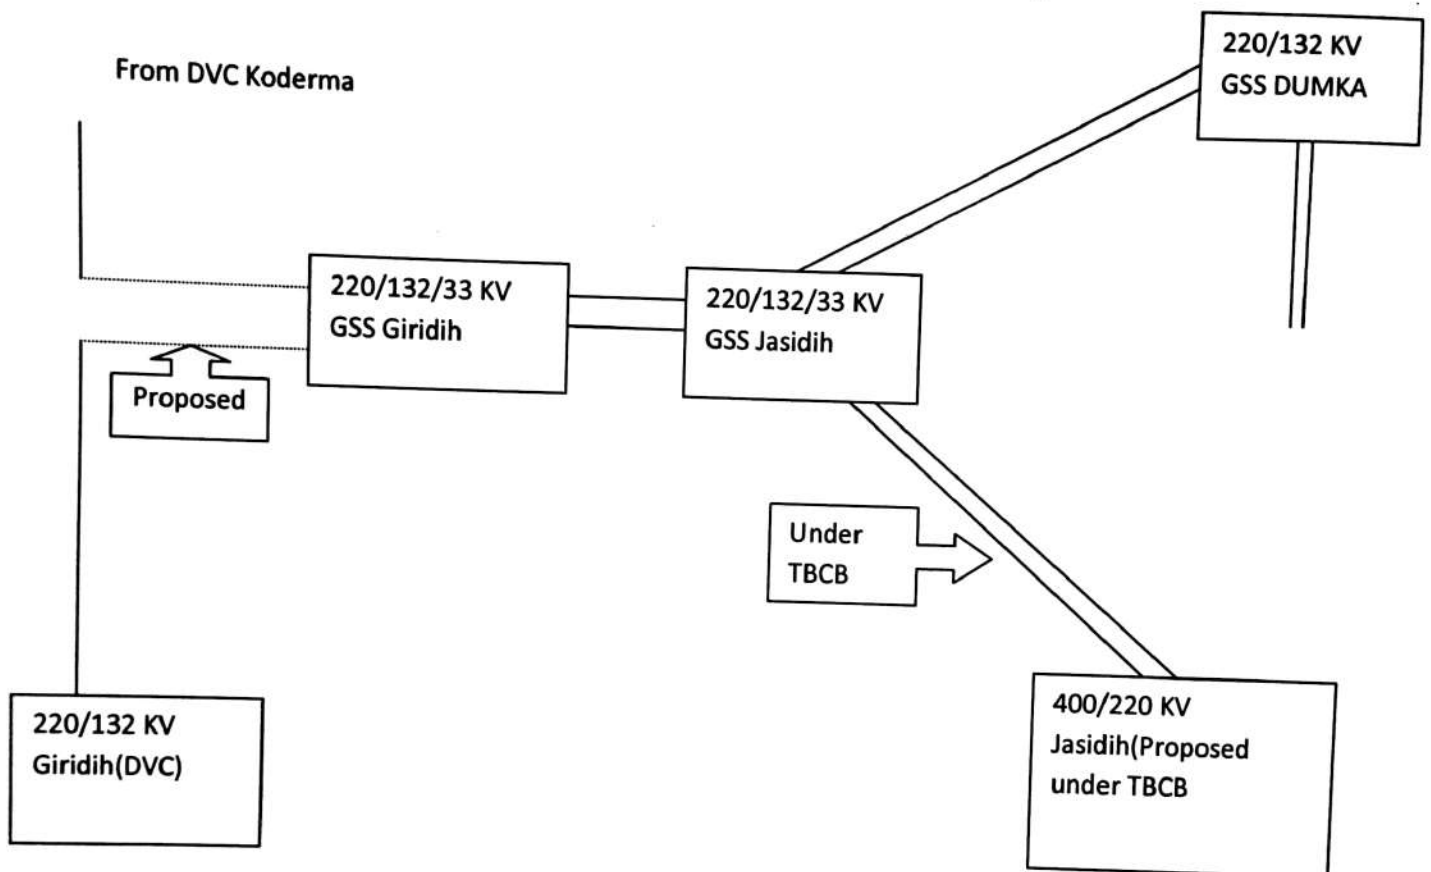 220/132 KV
GSS DUMKA
From DVC Koderma
220/132/33 KV
GSS Giridih
220/132/33 KV
GSS Jasidih
Proposed
Under
TBCB
220/132 KV
Giridih(DVC)
400/220 KV
Jasidih(Proposed
under TBCB